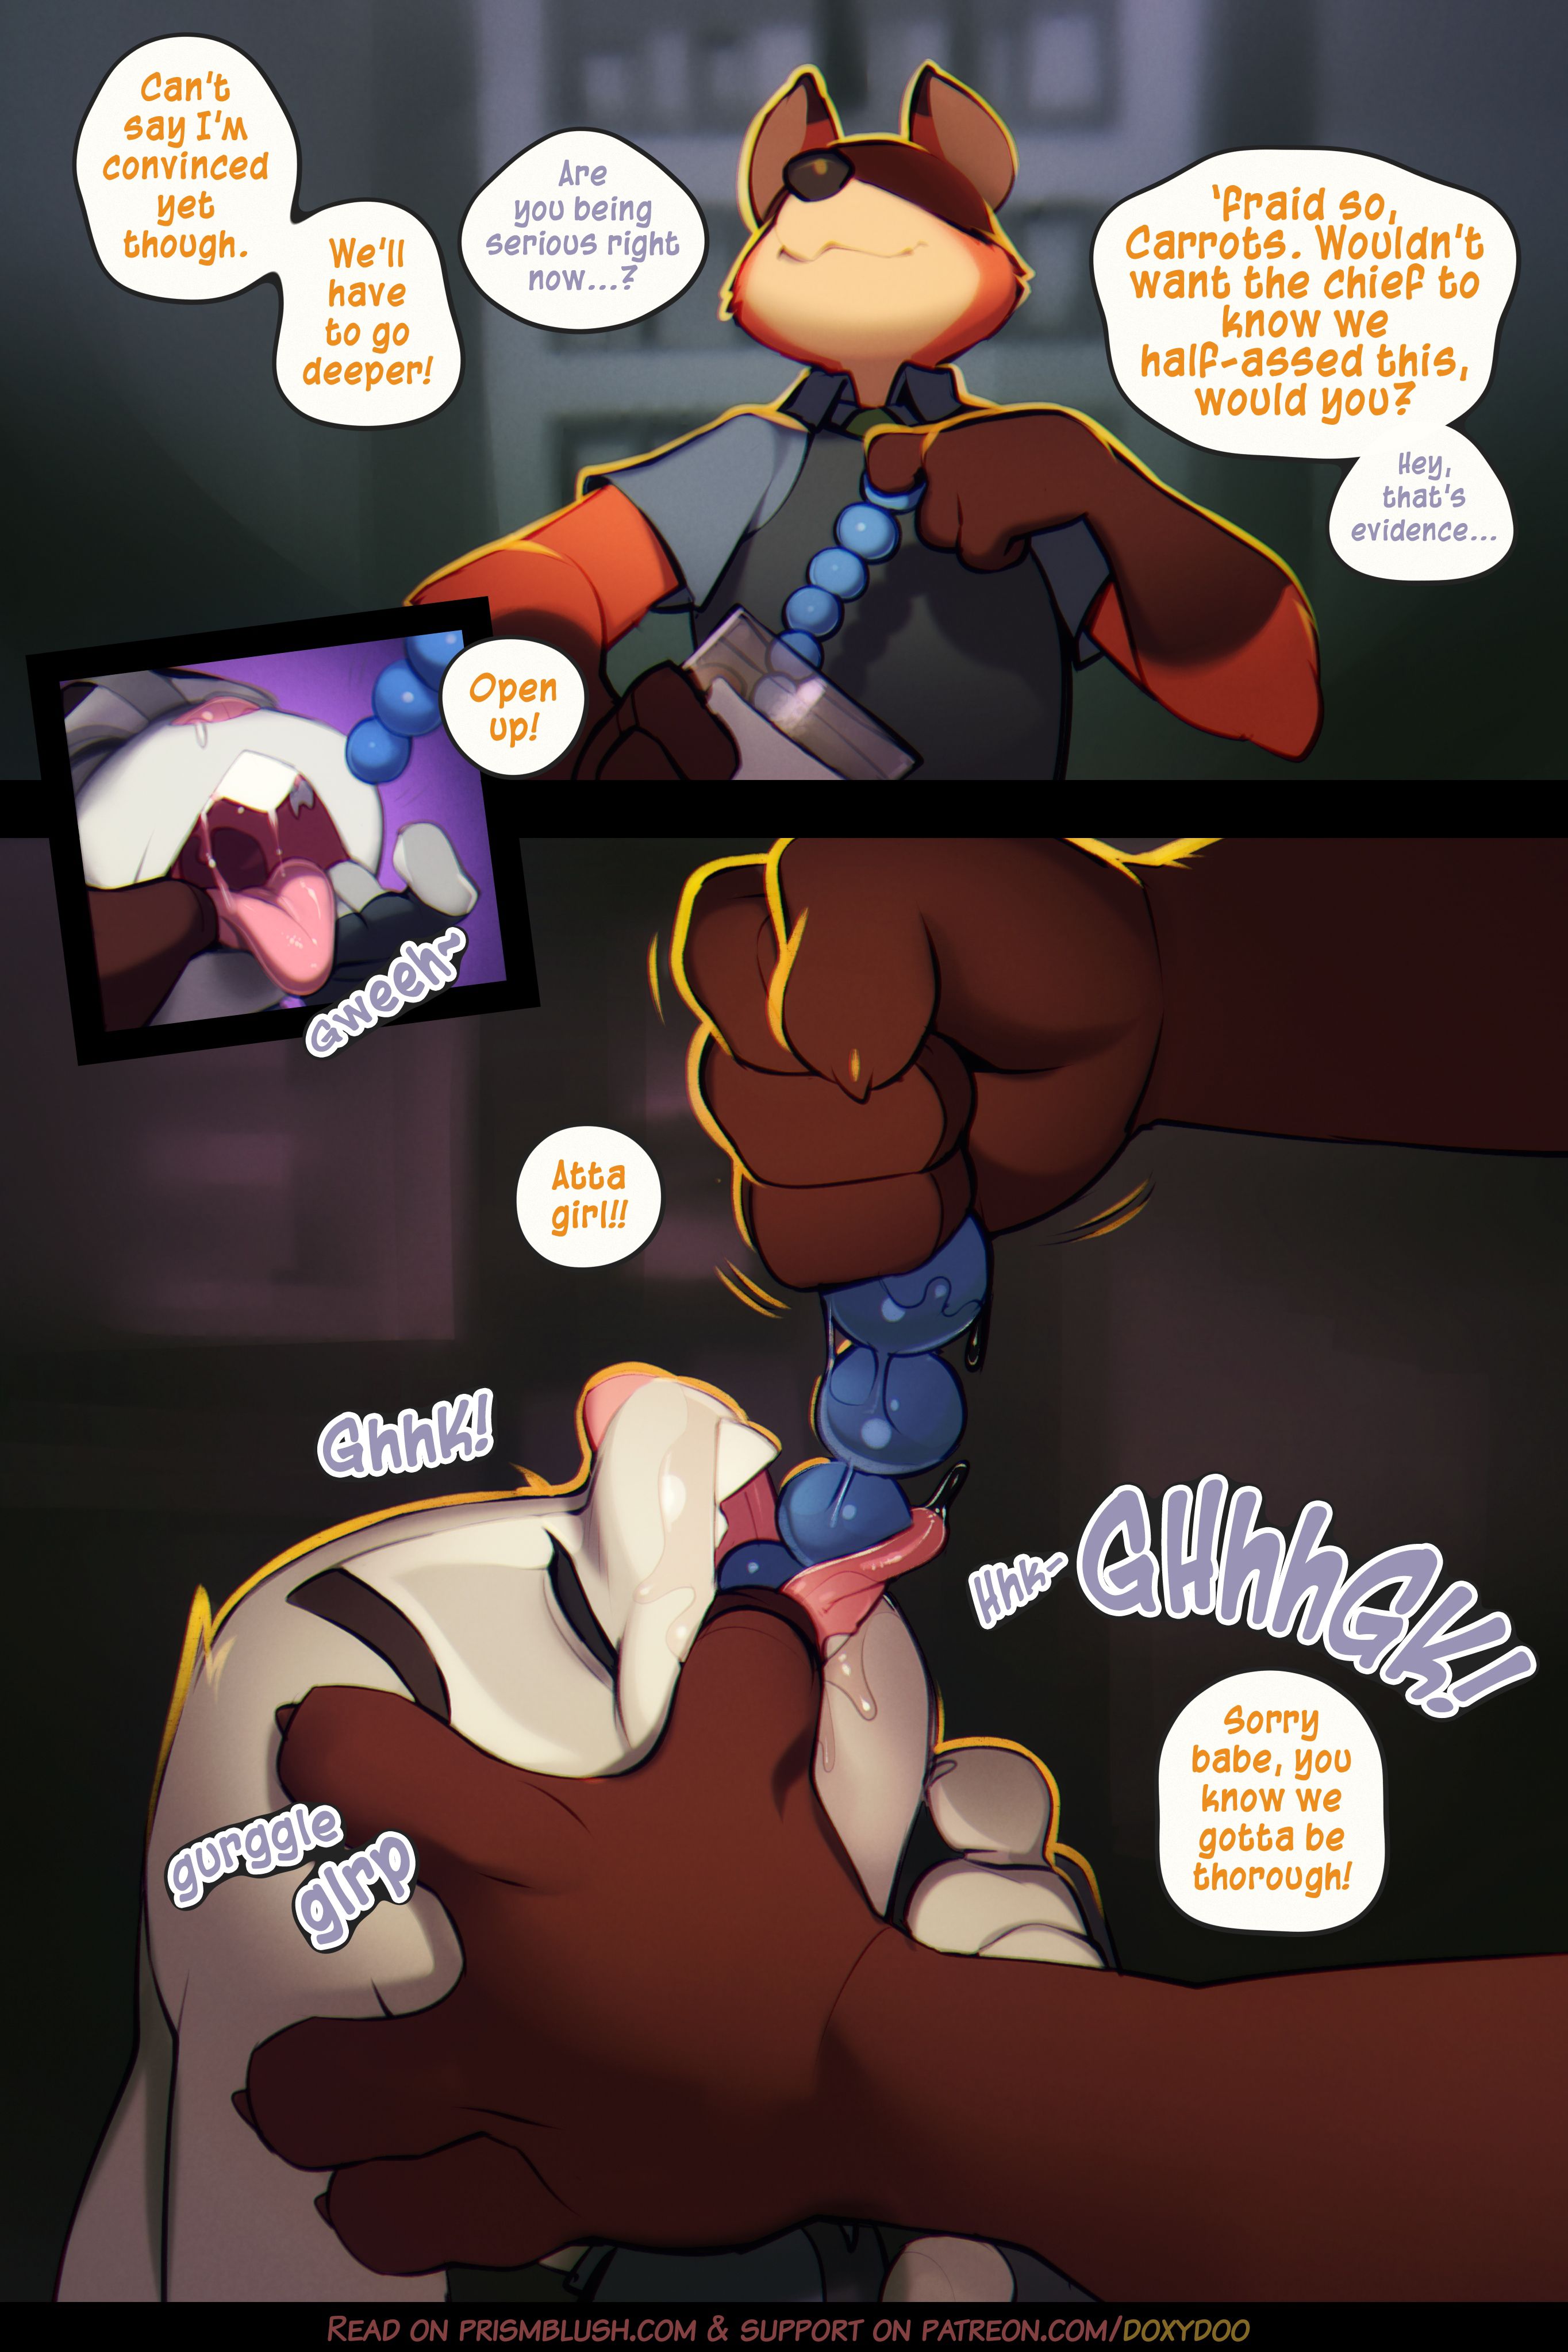 Can't
say I'm
convinced
yet
though.
We'll
have
to go
deeper!
Are
you being
serious right
now...?
'fraid so,
Carrots. Wouldn't
want the chief to
know we
half-assed this,
would you?
Hey,
that's
evidence...
Open
up!
Gweeh~
Atta
girl!!
Ghhk!
Hhk-
GHhhGK!
Sorry
babe, you
know we
gotta be
thorough!
gurggle
glrp
Read on prismblush.com & support on patreon.com/doxydoo